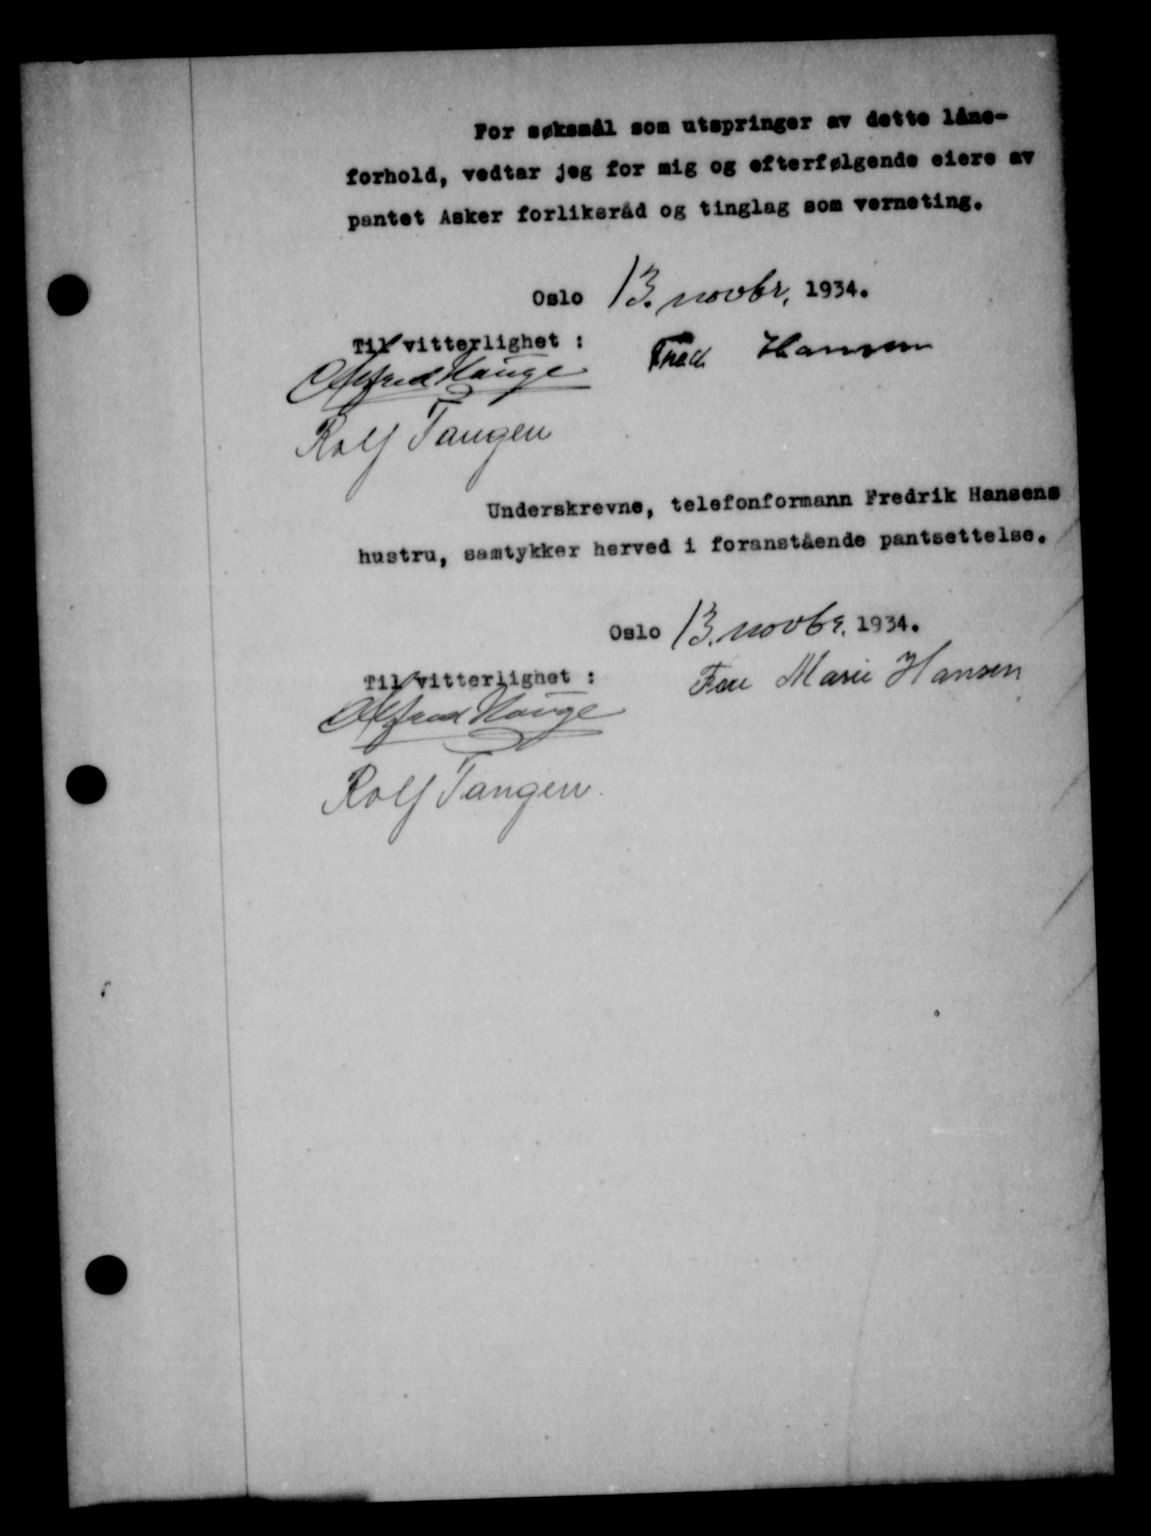 For søksmål som utspringer av dette låne-
forhold, vedtar jeg for mig og efterfølgende eiere av
pantet Asker forliksråd og tinglag som verneting.
Oslo 13. novbr. 1934.
Til vitterlighet :
Fred. Hansen
Alfred Hauge
Rolf Tangen
Underskrevne, telefonformann Fredrik Hansens
hustru, samtykker herved i foranstående pantsettelse.
Oslo 13. novbr. 1934.
Til vitterlighet :
Fru Marie Hansen
Alfred Hauge
Rolf Tangen.